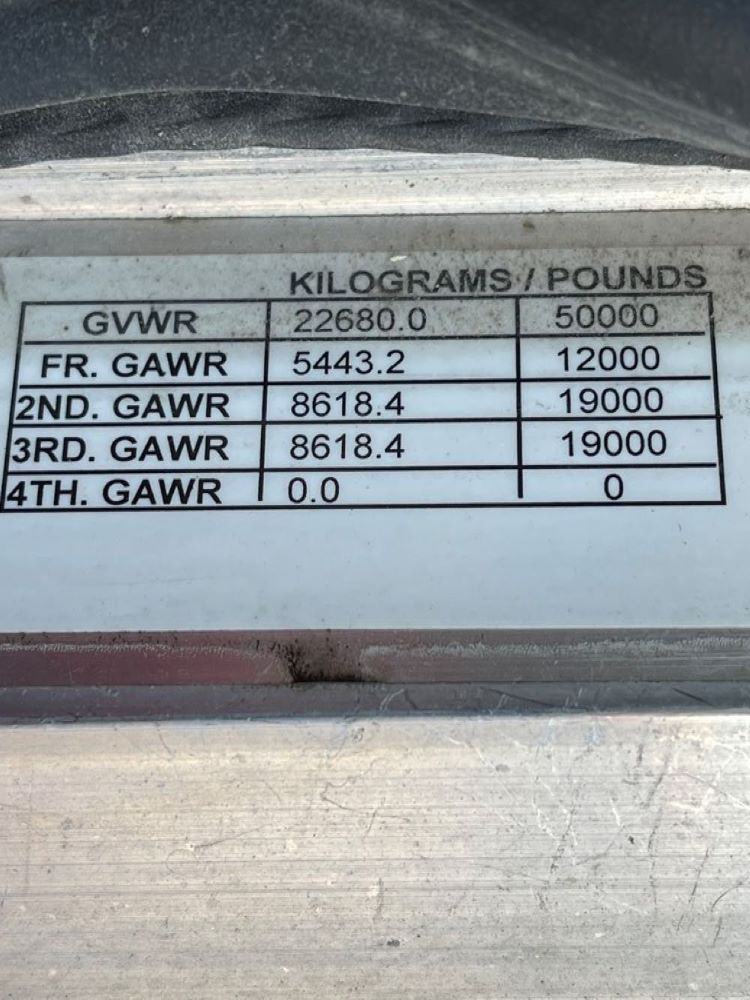 KILOGRAMS / POUNDS
GVWR 22680.0 50000
FR. GAWR 5443.2 12000
2ND. GAWR 8618.4 19000
3RD. GAWR 8618.4 19000
4TH. GAWR 0.0 0